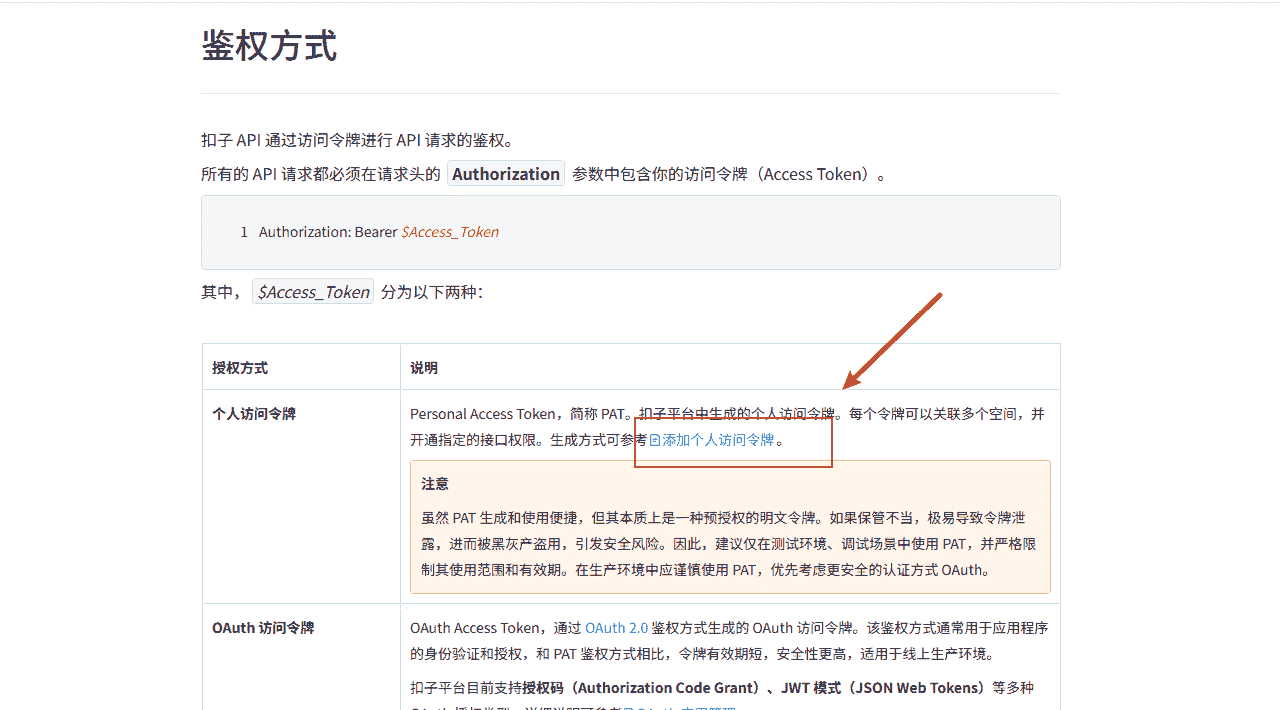 鉴权方式
扣子 API 通过访问令牌进行 API 请求的鉴权。
所有的 API 请求都必须在请求头的 Authorization 参数中包含你的访问令牌（Access Token）。
1 Authorization: Bearer $Access_Token
其中， $Access_Token 分为以下两种：
授权方式 说明
个人访问令牌 Personal Access Token，简称 PAT。扣子平台中生成的个人访问令牌。每个令牌可以关联多个空间，并
开通指定的接口权限。生成方式可参考添加个人访问令牌。
注意
虽然 PAT 生成和使用便捷，但其本质上是一种预授权的明文令牌。如果保管不当，极易导致令牌泄
露，进而被黑灰产盗用，引发安全风险。因此，建议仅在测试环境、调试场景中使用 PAT，并严格限
制其使用范围和有效期。在生产环境中应谨慎使用 PAT，优先考虑更安全的认证方式 OAuth。
OAuth 访问令牌 OAuth Access Token，通过 OAuth 2.0 鉴权方式生成的 OAuth 访问令牌。该鉴权方式通常用于应用程序
的身份验证和授权，和 PAT 鉴权方式相比，令牌有效期短，安全性更高，适用于线上生产环境。
扣子平台目前支持授权码（Authorization Code Grant）、JWT 模式（JSON Web Tokens）等多种